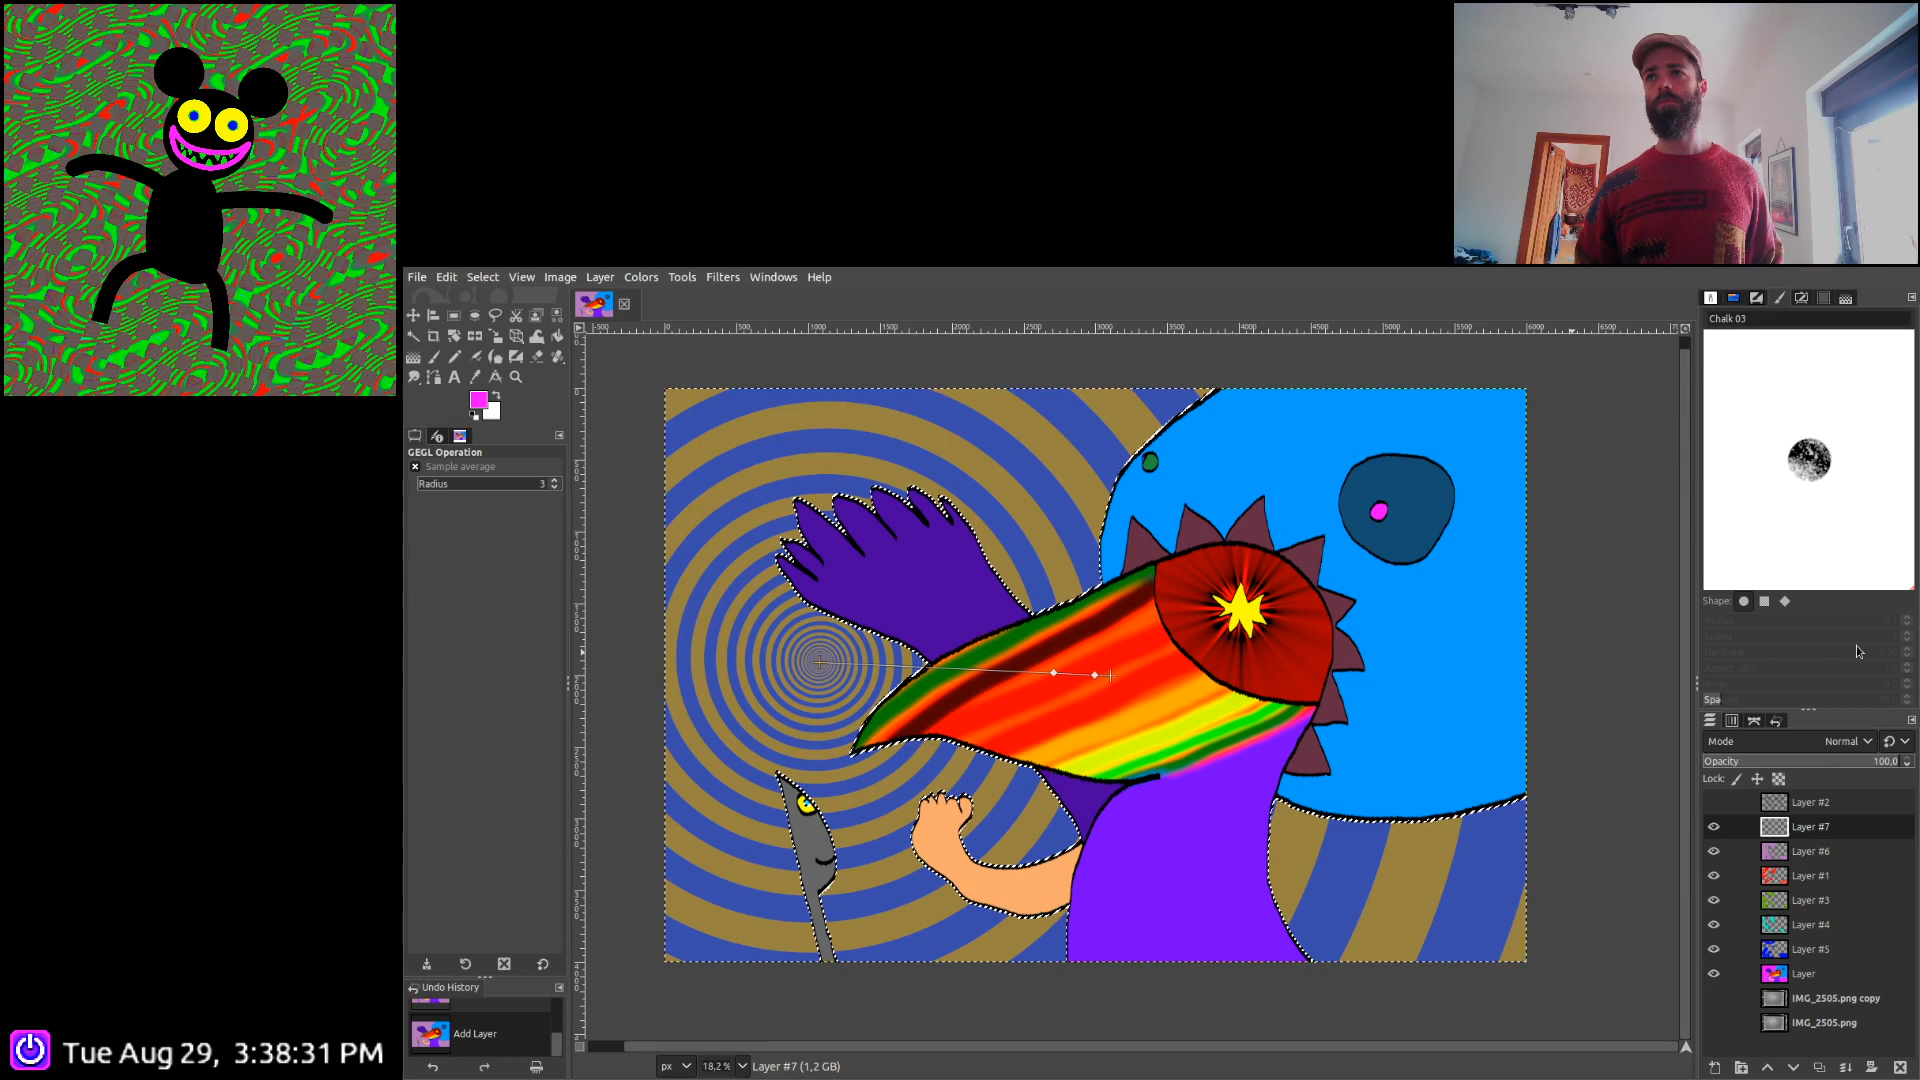 File Edit Select View Image Layer Colors Tools Filters Windows Help
Chalk 03
GEGL Operation
Sample average
Radius 3
Shape:
Spa
Mode Normal
Opacity 100,0
Lock:
Layer #2
Layer #7
Layer #6
Layer #1
Layer #3
Layer #4
Layer #5
Layer
IMG_2505.png copy
IMG_2505.png
Undo History
Add Layer
px 18,2 % Layer #7 (1,2 GB)
Tue Aug 29, 3:38:31 PM